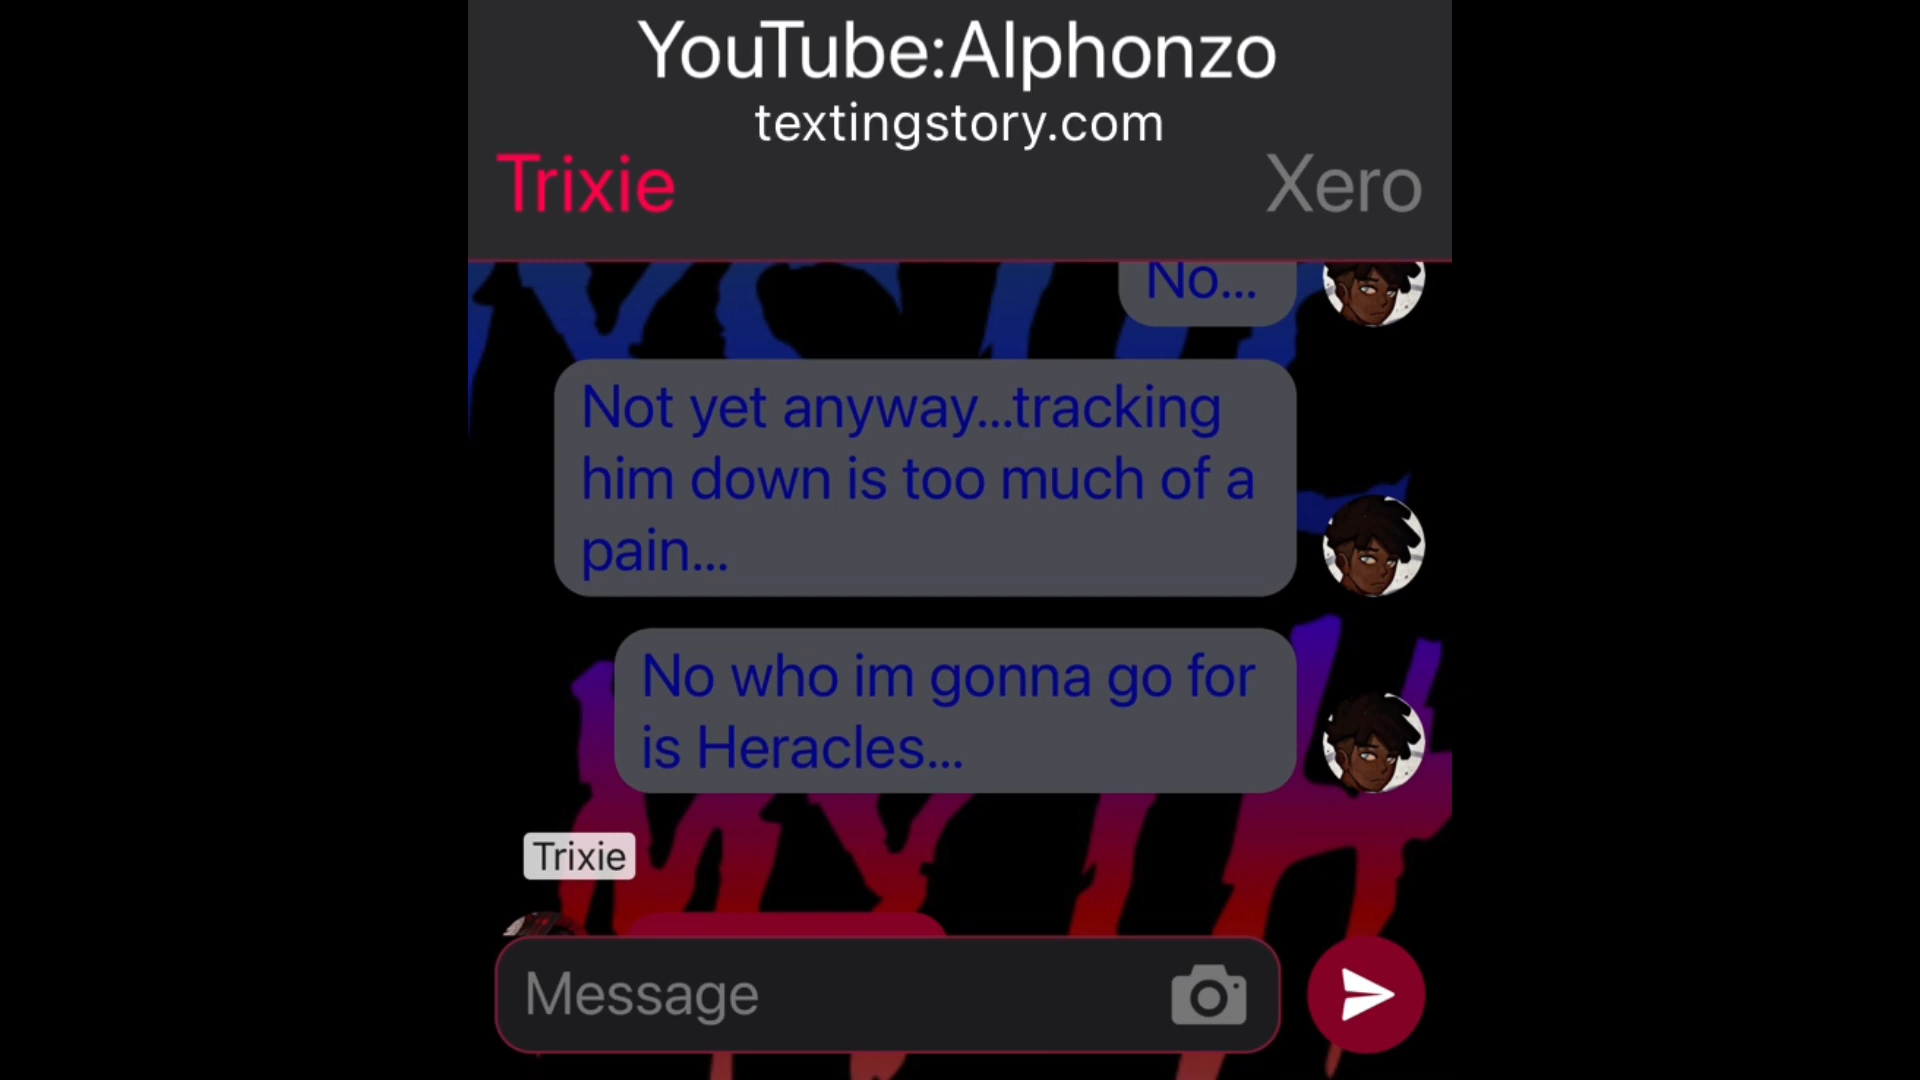 YouTube:Alphonzo
textingstory.com
Trixie
Xero
No...
Not yet anyway...tracking
him down is too much of a
pain...
No who im gonna go for
is Heracles...
Trixie
Message